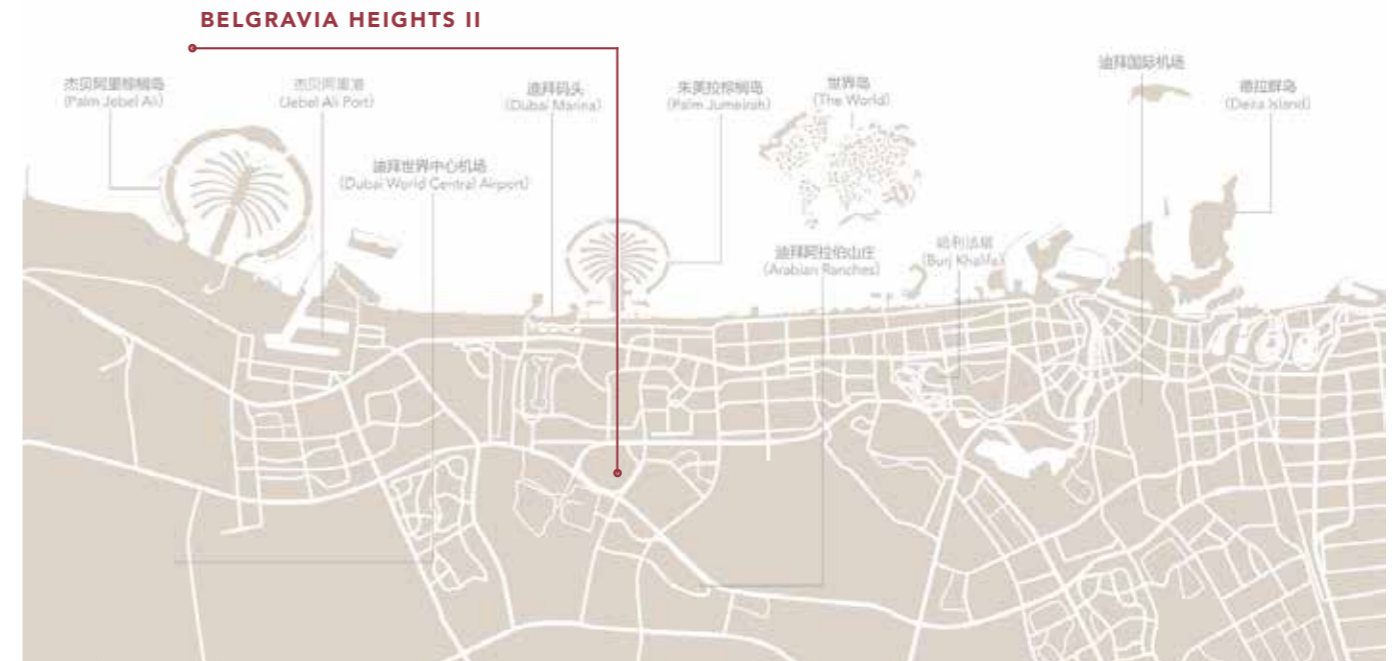 BELGRAVIA HEIGHTS II
杰贝阿里棕榈岛
(Palm Jebel Ali)
杰贝阿里港
(Jebel Ali Port)
迪拜码头
(Dubai Marina)
朱美拉棕榈岛
(Palm Jumeirah)
世界岛
(The World)
迪拜国际机场
德拉群岛
(Deira Island)
迪拜世界中心机场
(Dubai World Central Airport)
迪拜阿拉伯山庄
(Arabian Ranches)
哈利法塔
(Burj Khalifa)